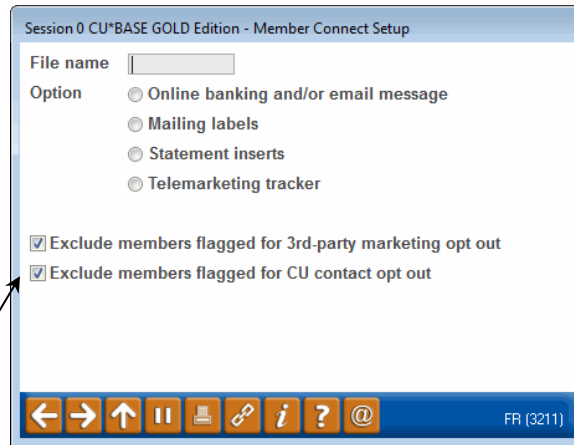 Session 0 CU*BASE GOLD Edition - Member Connect Setup
File name
Option
Online banking and/or email message
Mailing labels
Statement inserts
Telemarketing tracker
Exclude members flagged for 3rd-party marketing opt out
Exclude members flagged for CU contact opt out
i ? @
FR (3211)